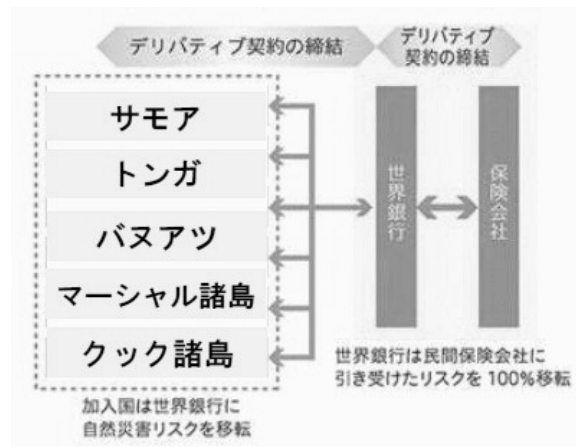 デリバティブ契約の締結
デリバティブ
契約の締結
サモア
トンガ
バヌアツ
マーシャル諸島
クック諸島
世界銀行
保険会社
加入国は世界銀行に
自然災害リスクを移転
世界銀行は民間保険会社に
引き受けたリスクを 100%移転